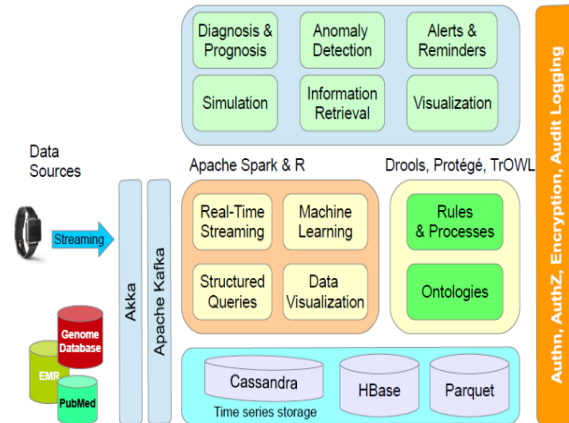 Diagnosis &
Prognosis
Anomaly
Detection
Alerts &
Reminders
Simulation
Information
Retrieval
Visualization
Data
Sources
Apache Spark & R
Drools, Protégé, TrOWL
Streaming
Akka
Apache Kafka
Real-Time
Streaming
Machine
Learning
Structured
Queries
Data
Visualization
Rules
& Processes
Ontologies
Genome
Database
EMR
PubMed
Cassandra
Time series storage
HBase
Parquet
Authn, AuthZ, Encryption, Audit Logging